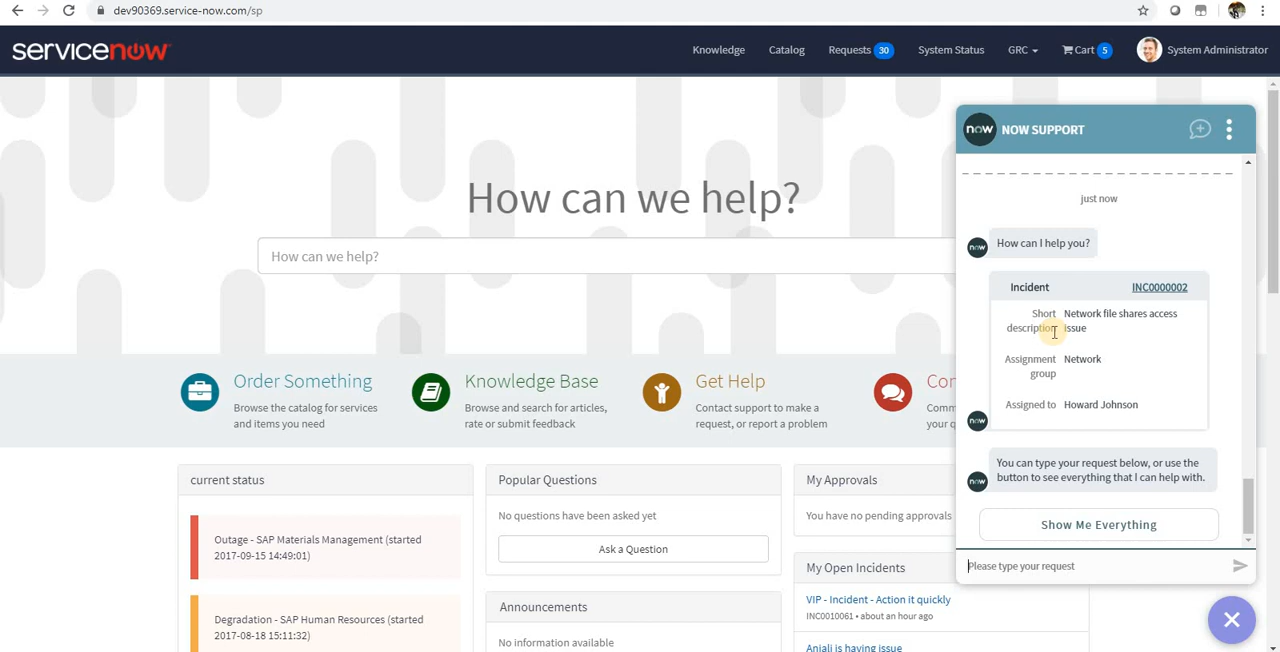 dev90369.service-now.com/sp
servicenow
Knowledge
Catalog
Requests 30
System Status
GRC
Cart 5
System Administrator
How can we help?
How can we help?
Order Something
Browse the catalog for services
and items you need
Knowledge Base
Browse and search for articles,
rate or submit feedback
Get Help
Contact support to make a
request, or report a problem
Con
Comm
your q
current status
Outage - SAP Materials Management (started
2017-09-15 14:49:01)
Degradation - SAP Human Resources (started
2017-08-18 15:11:32)
Popular Questions
No questions have been asked yet
Ask a Question
Announcements
No information available
My Approvals
You have no pending approvals
My Open Incidents
VIP - Incident - Action it quickly
INC0010061 • about an hour ago
Anjali is having issue
now NOW SUPPORT
just now
now
How can I help you?
Incident INC0000002
Short description Network file shares access
issue
Assignment group Network
Assigned to Howard Johnson
now
You can type your request below, or use the
button to see everything that I can help with.
now
Show Me Everything
Please type your request